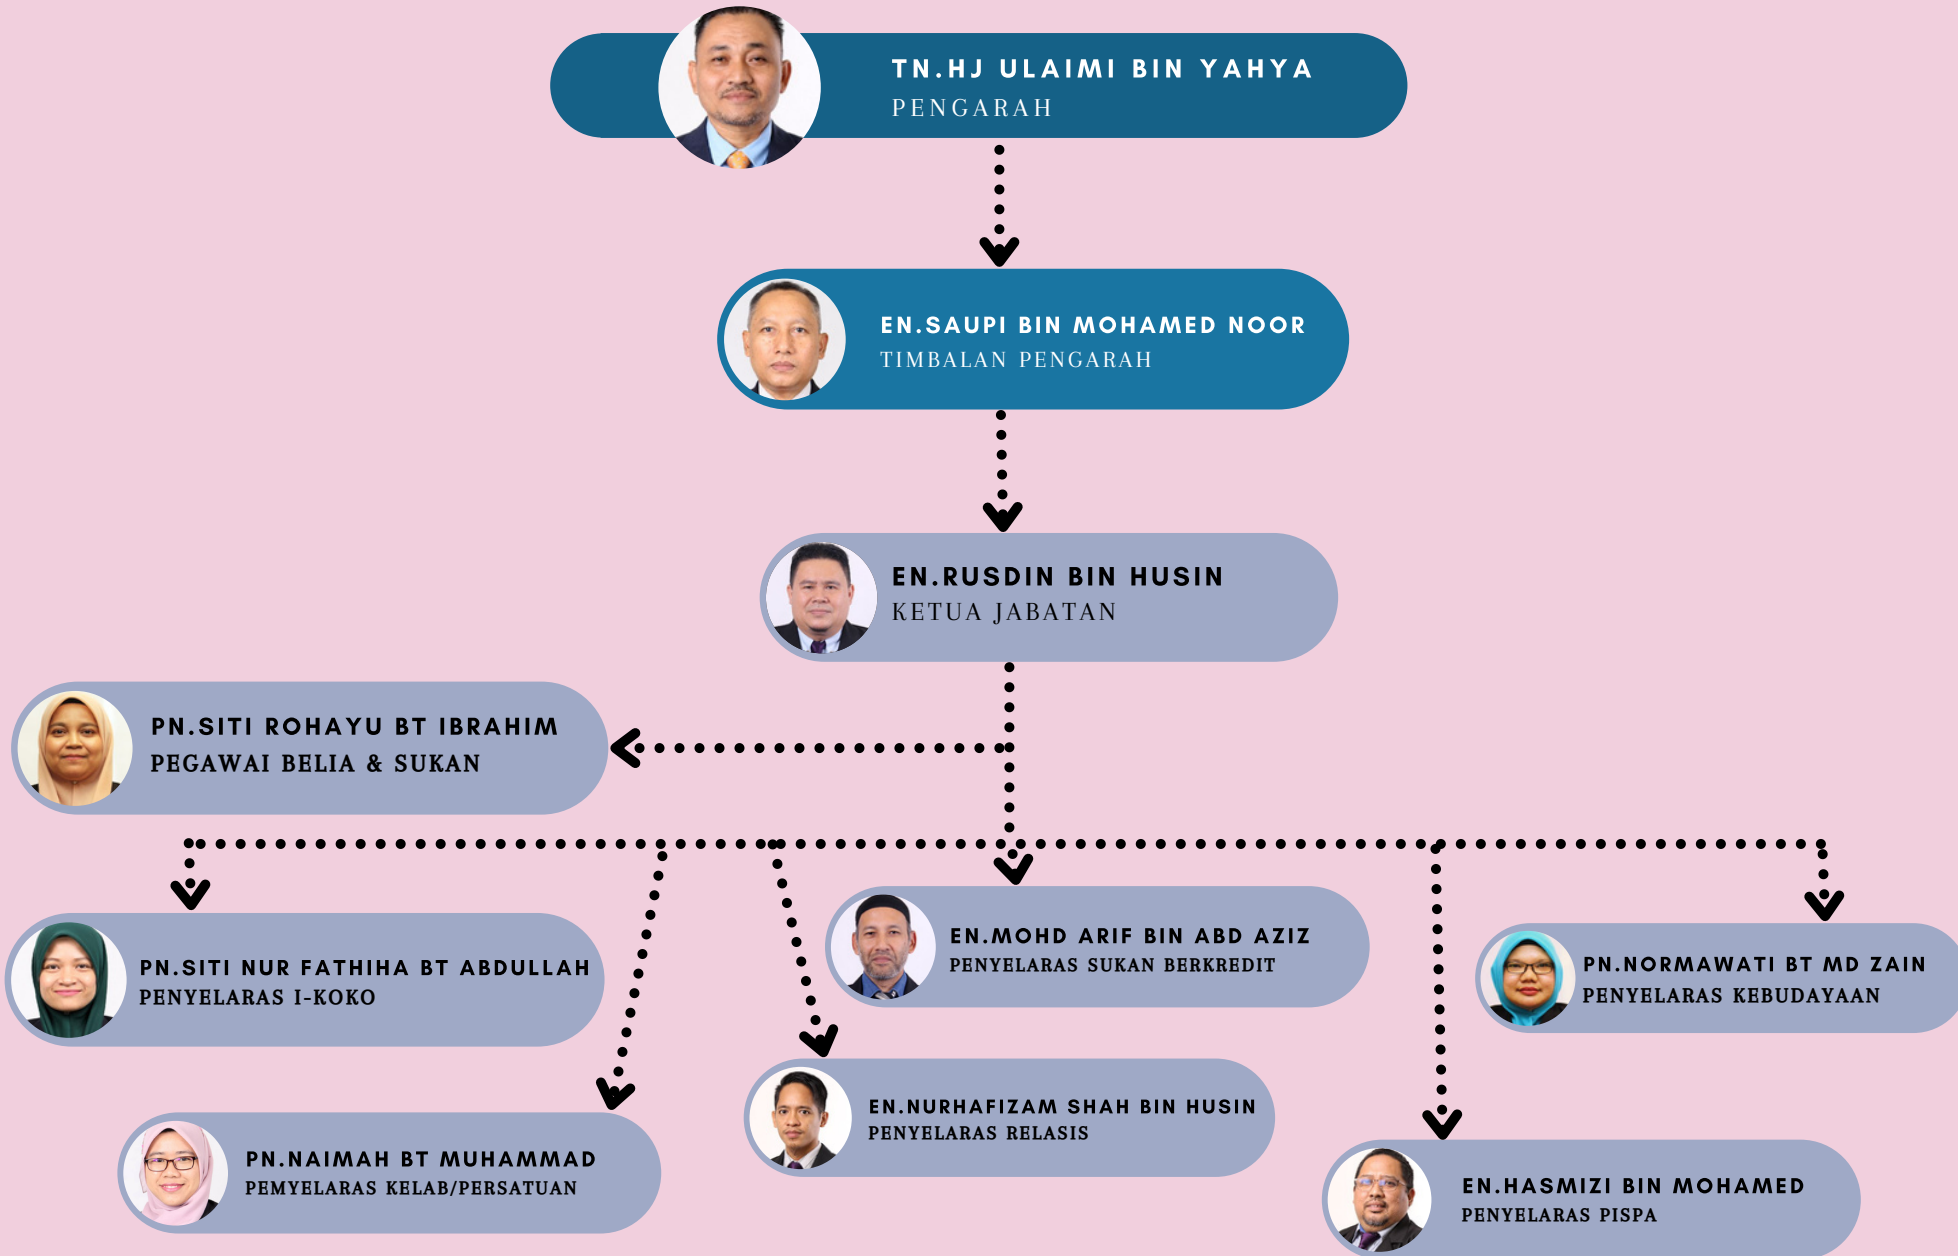 TN.HJ ULAIMI BIN YAHYA
PENGARAH
EN.SAUPI BIN MOHAMED NOOR
TIMBALAN PENGARAH
EN.RUSDIN BIN HUSIN
KETUA JABATAN
PN.SITI ROHAYU BT IBRAHIM
PEGAWAI BELIA & SUKAN
PN.SITI NUR FATHIHA BT ABDULLAH
PENYELARAS I-KOKO
EN.MOHD ARIF BIN ABD AZIZ
PENYELARAS SUKAN BERKREDIT
PN.NORMAWATI BT MD ZAIN
PENYELARAS KEBUDAYAAN
PN.NAIMAH BT MUHAMMAD
PEMYELARAS KELAB/PERSATUAN
EN.NURHAFIZAM SHAH BIN HUSIN
PENYELARAS RELASIS
EN.HASMIZI BIN MOHAMED
PENYELARAS PISPA